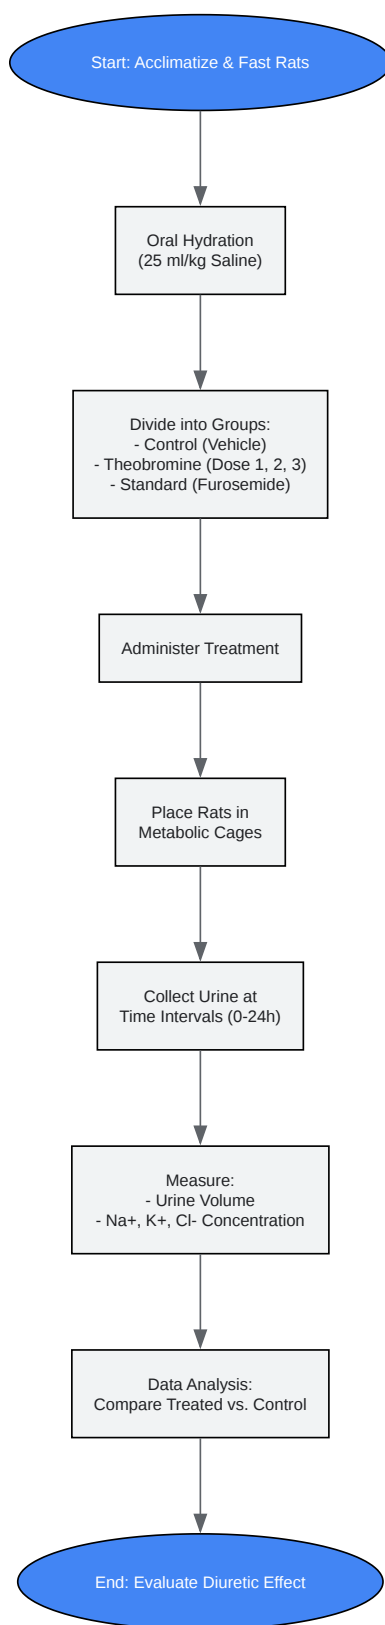 Start: Acclimatize & Fast Rats
Oral Hydration
(25 ml/kg Saline)
Divide into Groups:
- Control (Vehicle)
- Theobromine (Dose 1, 2, 3)
- Standard (Furosemide)
Administer Treatment
Place Rats in
Metabolic Cages
Collect Urine at
Time Intervals (0-24h)
Measure:
- Urine Volume
- Na+, K+, Cl- Concentration
Data Analysis:
Compare Treated vs. Control
End: Evaluate Diuretic Effect